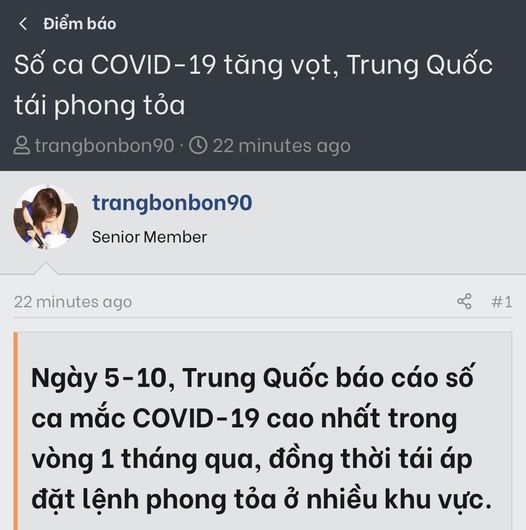 Điểm báo
Số ca COVID-19 tăng vọt, Trung Quốc
tái phong tỏa
trangbonbon90 · 22 minutes ago
trangbonbon90
Senior Member
22 minutes ago #1
Ngày 5-10, Trung Quốc báo cáo số
ca mắc COVID-19 cao nhất trong
vòng 1 tháng qua, đồng thời tái áp
đặt lệnh phong tỏa ở nhiều khu vực.